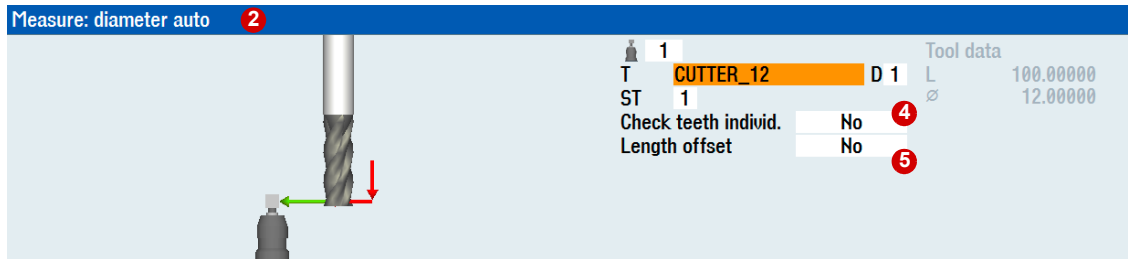 Measure: diameter auto 2
1 Tool data
T CUTTER_12 D 1 L 100.00000
ST 1 ø 12.00000
Check teeth individ. No 4
Length offset No 5